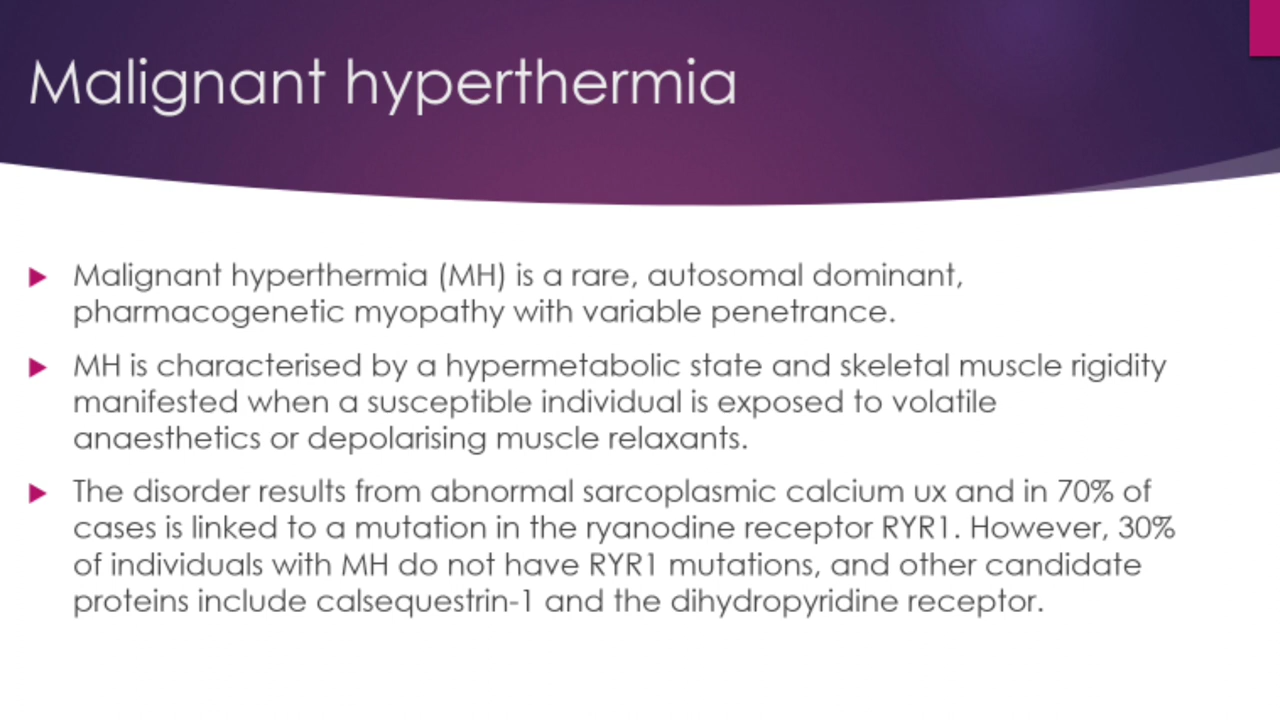 Malignant hyperthermia
Malignant hyperthermia (MH) is a rare, autosomal dominant,
pharmacogenetic myopathy with variable penetrance.
MH is characterised by a hypermetabolic state and skeletal muscle rigidity
manifested when a susceptible individual is exposed to volatile
anaesthetics or depolarising muscle relaxants.
The disorder results from abnormal sarcoplasmic calcium ux and in 70% of
cases is linked to a mutation in the ryanodine receptor RYR1. However, 30%
of individuals with MH do not have RYR1 mutations, and other candidate
proteins include calsequestrin-1 and the dihydropyridine receptor.